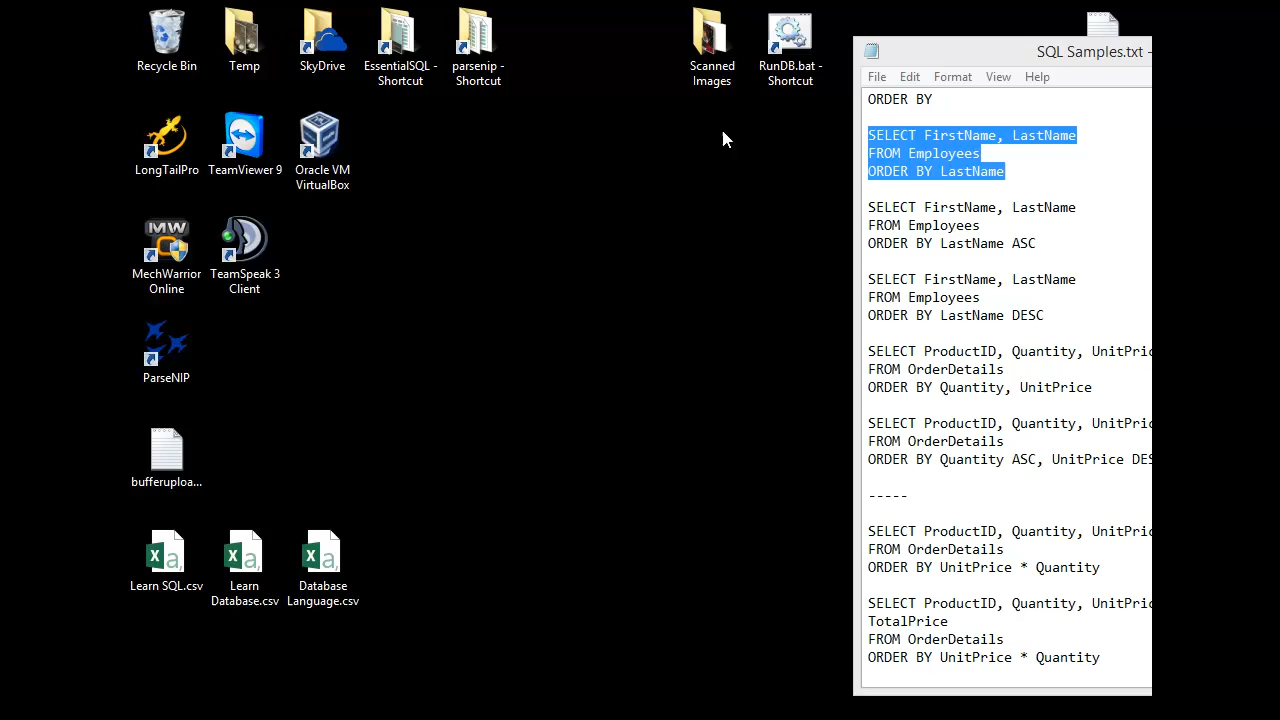 Recycle Bin
Temp
SkyDrive
EssentialSQL -
Shortcut
parsenip -
Shortcut
Scanned
Images
RunDB.bat -
Shortcut
LongTailPro
TeamViewer 9
Oracle VM
VirtualBox
MW
MechWarrior
Online
TeamSpeak 3
Client
ParseNIP
bufferuploa...
X a,
Learn SQL.csv
X a,
Learn
Database.csv
X a,
Database
Language.csv
SQL Samples.txt -
File Edit Format View Help
ORDER BY
SELECT FirstName, LastName
FROM Employees
ORDER BY LastName
SELECT FirstName, LastName
FROM Employees
ORDER BY LastName ASC
SELECT FirstName, LastName
FROM Employees
ORDER BY LastName DESC
SELECT ProductID, Quantity, UnitPric
FROM OrderDetails
ORDER BY Quantity, UnitPrice
SELECT ProductID, Quantity, UnitPric
FROM OrderDetails
ORDER BY Quantity ASC, UnitPrice DES
-----
SELECT ProductID, Quantity, UnitPric
FROM OrderDetails
ORDER BY UnitPrice * Quantity
SELECT ProductID, Quantity, UnitPric
TotalPrice
FROM OrderDetails
ORDER BY UnitPrice * Quantity